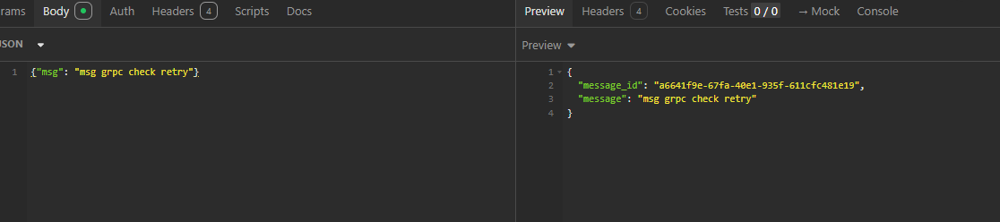 rams Body Auth Headers 4 Scripts Docs
JSON
1 {"msg": "msg grpc check retry"}
Preview Headers 4 Cookies Tests 0 / 0 → Mock Console
Preview
1 {
2 "message_id": "a6641f9e-67fa-40e1-935f-611cfc481e19",
3 "message": "msg grpc check retry"
4 }